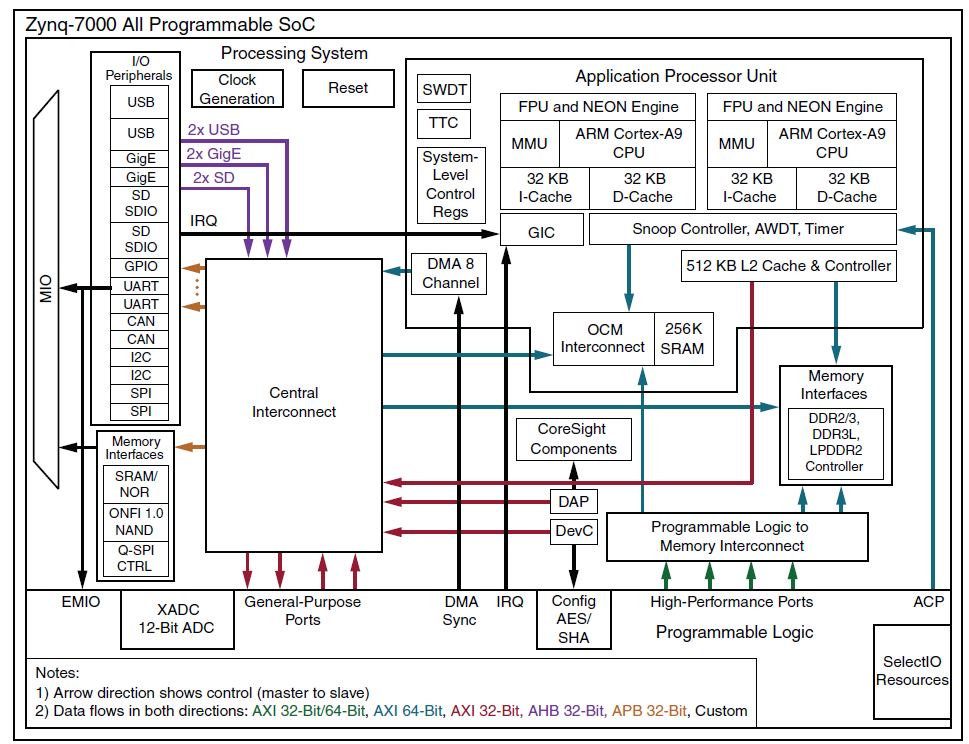 Zynq-7000 All Programmable SoC
Processing System
I/O
Peripherals
USB
USB
GigE
GigE
SD
SDIO
SD
SDIO
GPIO
UART
UART
CAN
CAN
I2C
I2C
SPI
SPI
MIO
Memory
Interfaces
SRAM/
NOR
ONFI 1.0
NAND
Q-SPI
CTRL
Clock
Generation
Reset
2x USB
2x GigE
2x SD
IRQ
Central
Interconnect
Application Processor Unit
SWDT
TTC
System-
Level
Control
Regs
FPU and NEON Engine
MMU
ARM Cortex-A9
CPU
32 KB
I-Cache
32 KB
D-Cache
FPU and NEON Engine
MMU
ARM Cortex-A9
CPU
32 KB
I-Cache
32 KB
D-Cache
GIC
Snoop Controller, AWDT, Timer
DMA 8
Channel
512 KB L2 Cache & Controller
OCM
Interconnect
256K
SRAM
Memory
Interfaces
DDR2/3,
DDR3L,
LPDDR2
Controller
CoreSight
Components
DAP
DevC
Programmable Logic to
Memory Interconnect
EMIO
XADC
12-Bit ADC
General-Purpose
Ports
DMA
Sync
IRQ
Config
AES/
SHA
High-Performance Ports
ACP
Programmable Logic
SelectIO
Resources
Notes:
1) Arrow direction shows control (master to slave)
2) Data flows in both directions: AXI 32-Bit/64-Bit, AXI 64-Bit, AXI 32-Bit, AHB 32-Bit, APB 32-Bit, Custom